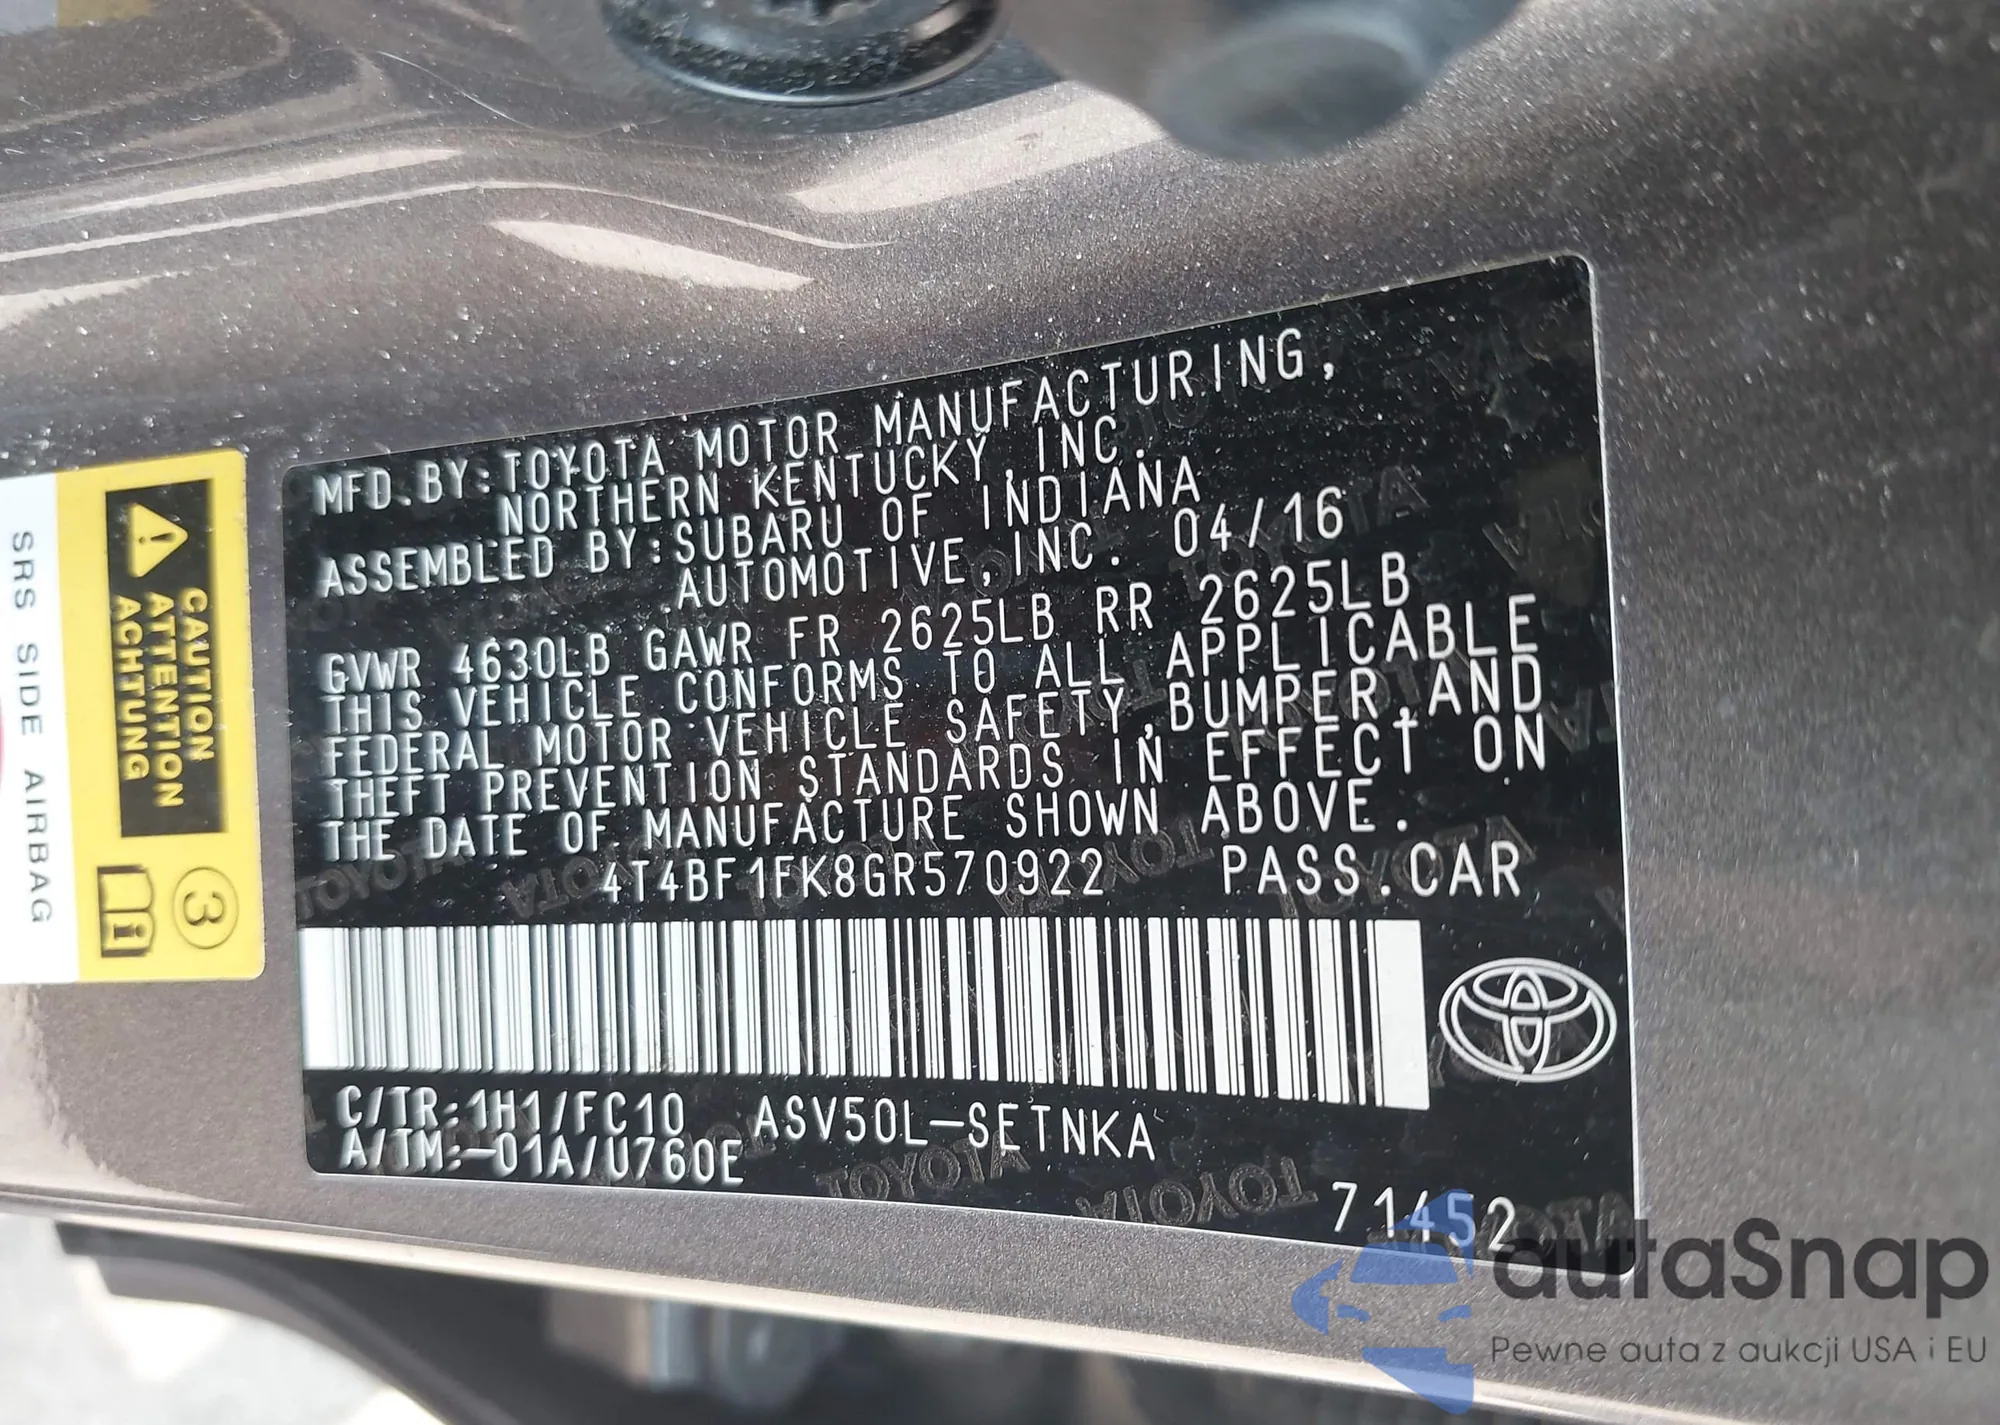 MFD.BY:TOYOTA MOTOR MANUFACTURING,
NORTHERN KENTUCKY,INC.
ASSEMBLED BY:SUBARU OF INDIANA
AUTOMOTIVE,INC. 04/16
GVWR 4630LB GAWR FR 2625LB RR 2625LB
THIS VEHICLE CONFORMS TO ALL APPLICABLE
FEDERAL MOTOR VEHICLE SAFETY,BUMPER,AND
THEFT PREVENTION STANDARDS IN EFFECT ON
THE DATE OF MANUFACTURE SHOWN ABOVE.
4T4BF1FK8GR570922 PASS.CAR
C/TR:1H1/FC10 ASV50L-SETNKA
A/TM:-01A/U760E
71452
CAUTION
ATTENTION
ACHTUNG
3
SRS SIDE AIRBAG
autaSnap
Pewne auta z aukcji USA i EU